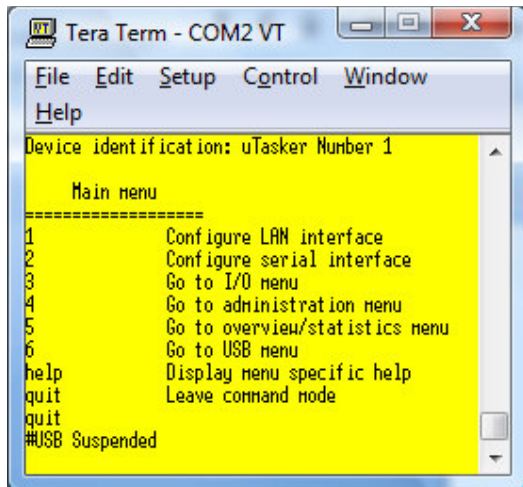 VT Tera Term - COM2 VT
File Edit Setup Control Window
Help
Device identification: uTasker Number 1
Main menu
===================
1 Configure LAN interface
2 Configure serial interface
3 Go to I/O menu
4 Go to administration menu
5 Go to overview/statistics menu
6 Go to USB menu
help Display menu specific help
quit Leave command mode
quit
#USB Suspended